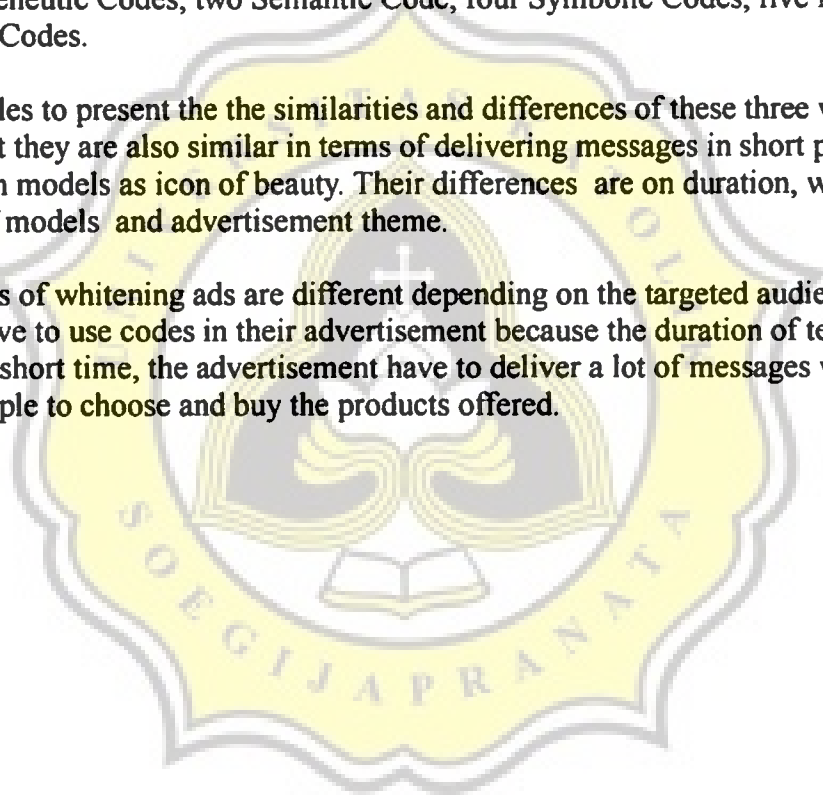 eneutic Codes, two Semantic Code, four Symbolic Codes, five
Codes.
les to present the the similarities and differences of these three
t they are also similar in terms of delivering messages in short p
n models as icon of beauty. Their differences are on duration, w
f models and advertisement theme.
s of whitening ads are different depending on the targeted audie
ve to use codes in their advertisement because the duration of te
short time, the advertisement have to deliver a lot of messages
ple to choose and buy the products offered.
UNIVERSITAS KATOLIK
SOEGIJAPRANATA